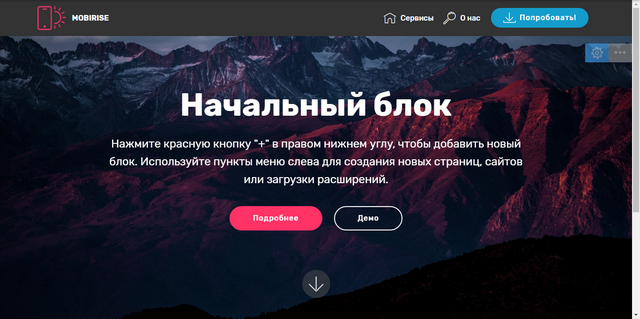 MOBIRISE
Сервисы
О нас
Попробовать!
Начальный блок
Нажмите красную кнопку "+" в правом нижнем углу, чтобы добавить новый
блок. Используйте пункты меню слева для создания новых страниц, сайтов
или загрузки расширений.
Подробнее
Демо